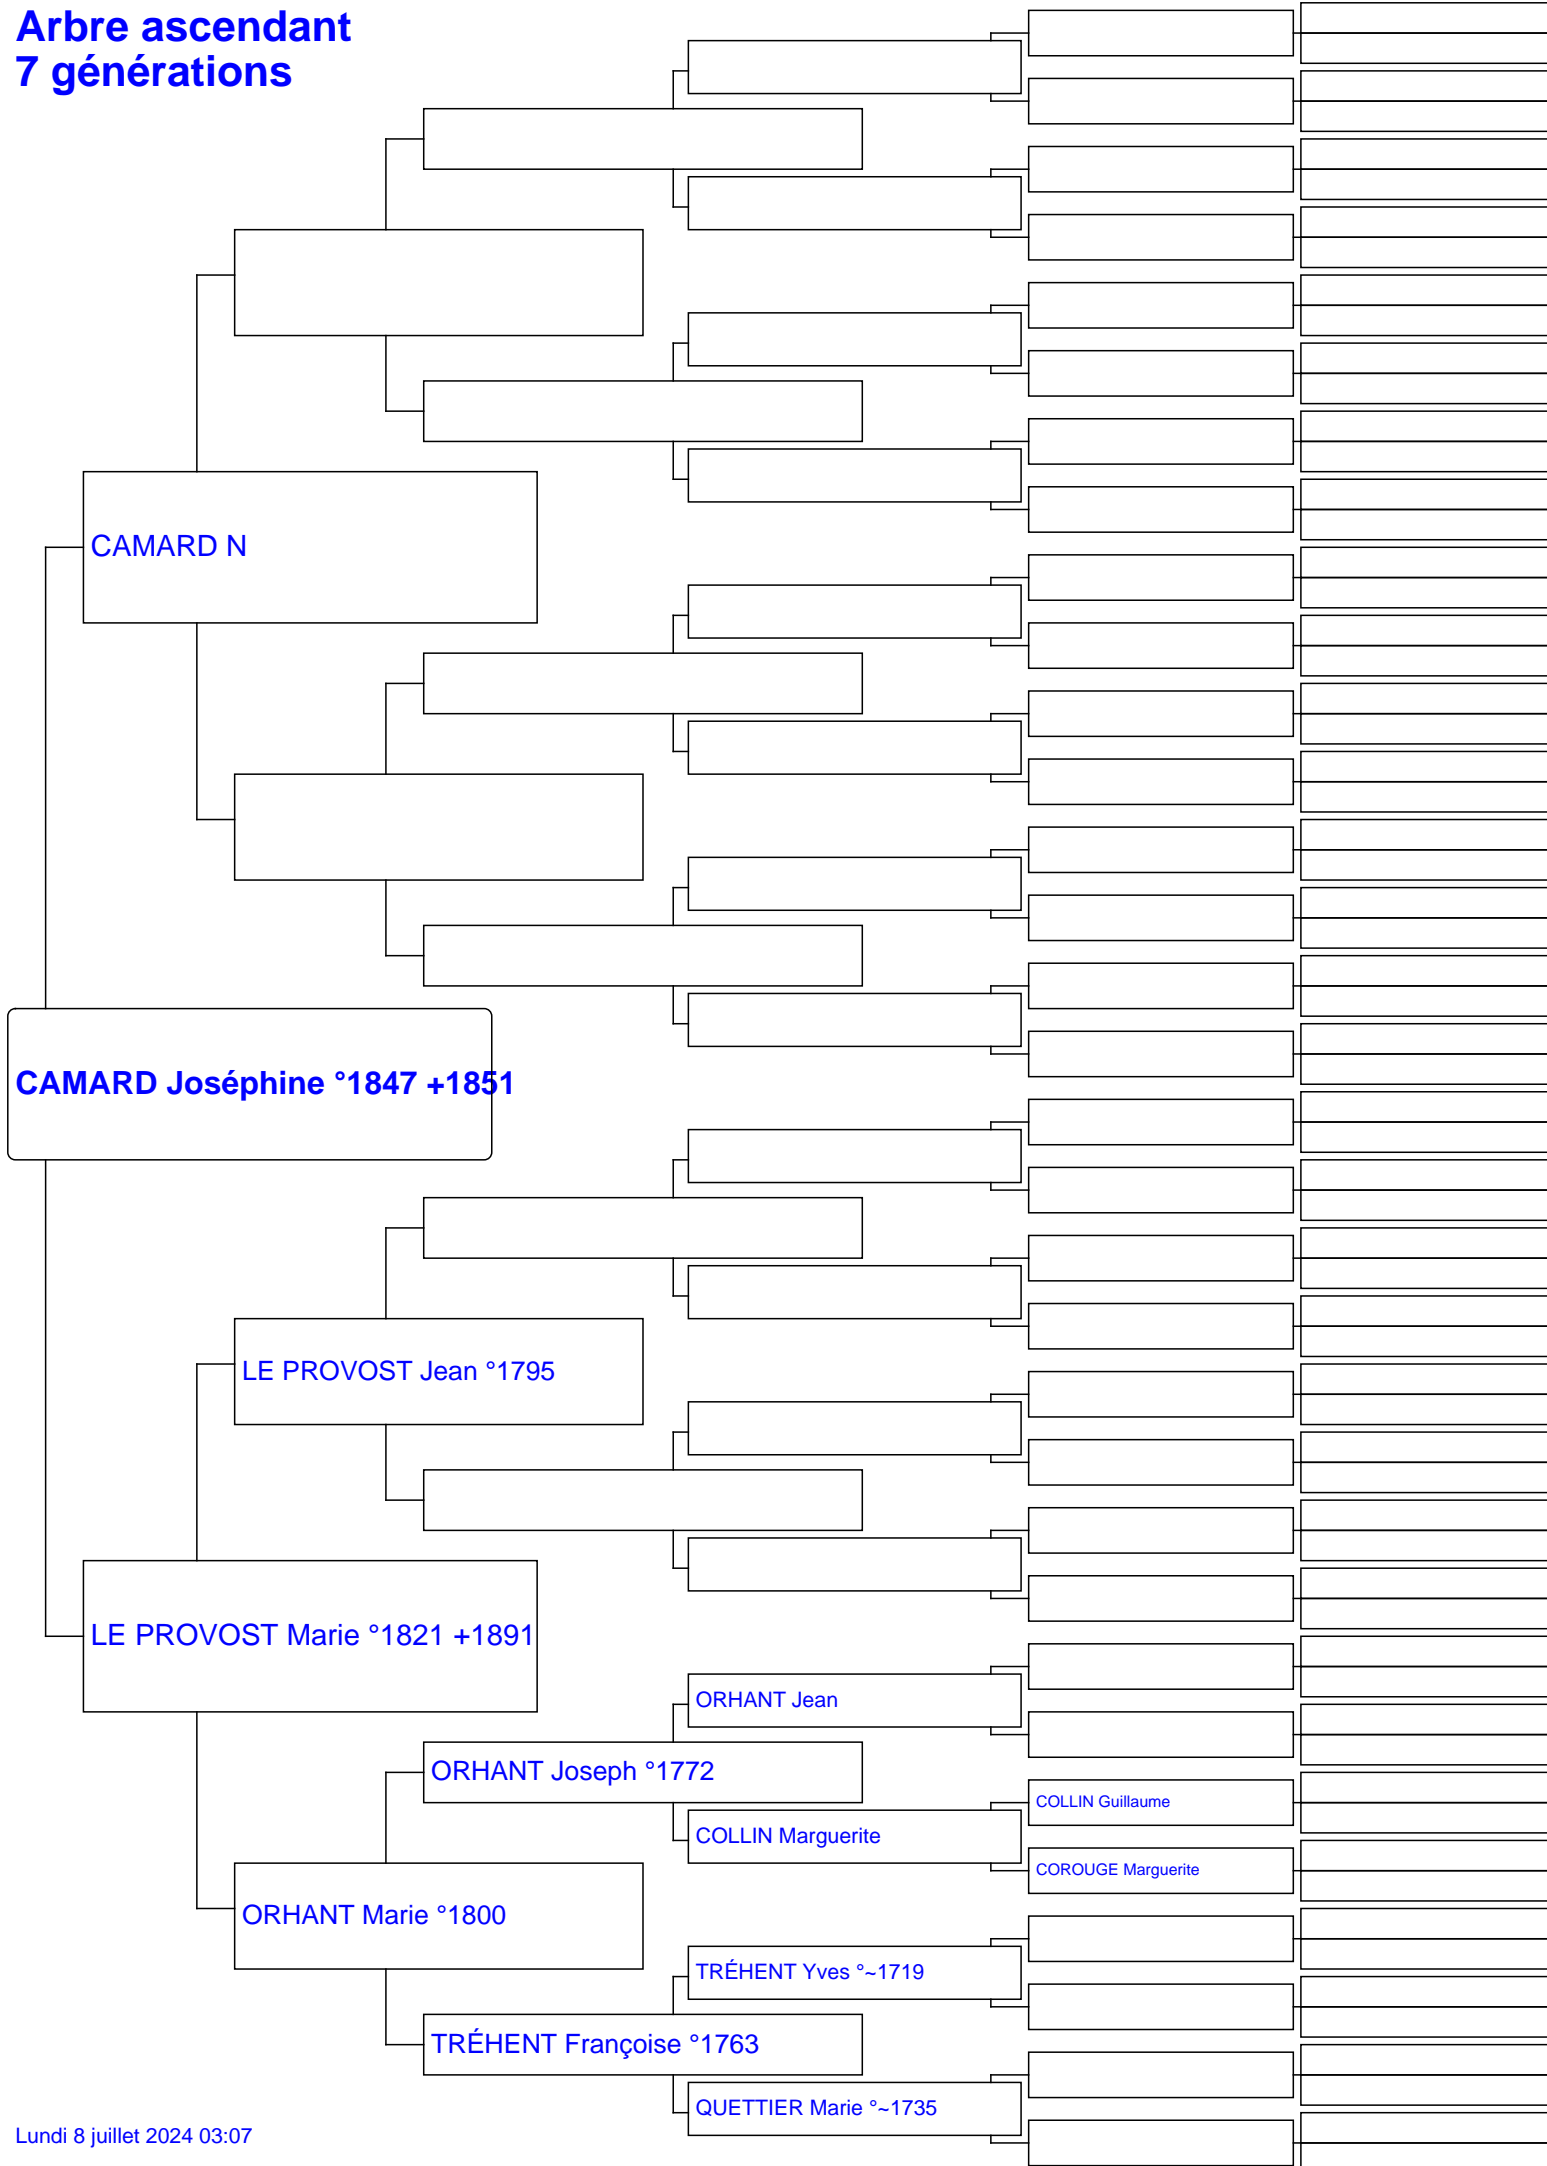 Arbre ascendant
7 générations
CAMARD N
CAMARD Joséphine °1847 +1851
LE PROVOST Jean °1795
LE PROVOST Marie °1821 +1891
ORHANT Jean
ORHANT Joseph °1772
COLLIN Guillaume
COLLIN Marguerite
COROUGE Marguerite
ORHANT Marie °1800
TRÉHENT Yves °~1719
TRÉHENT Françoise °1763
QUETTIER Marie °~1735
Lundi 8 juillet 2024 03:07